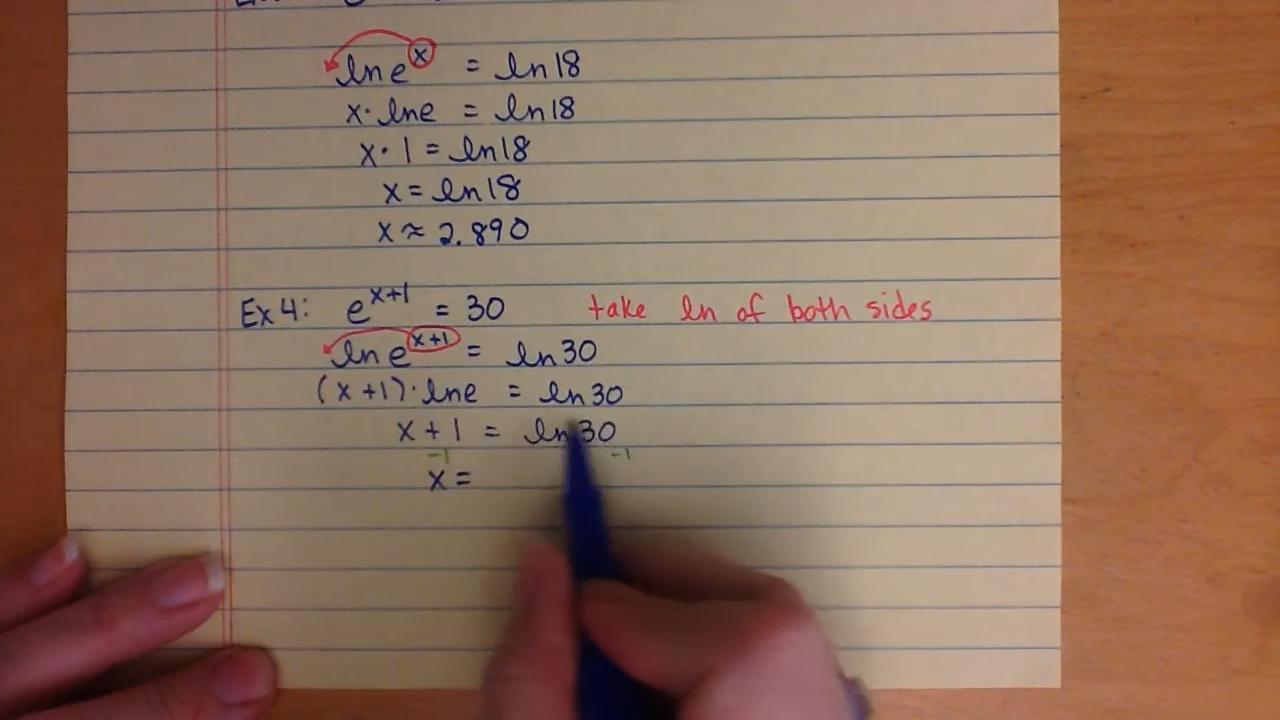 ln e^x = ln 18
x · ln e = ln 18
x · 1 = ln 18
x = ln 18
x ≈ 2.890
Ex 4: e^(x+1) = 30 take ln of both sides
ln e^(x+1) = ln 30
(x + 1) · ln e = ln 30
x + 1 = ln 30
-1 -1
x =